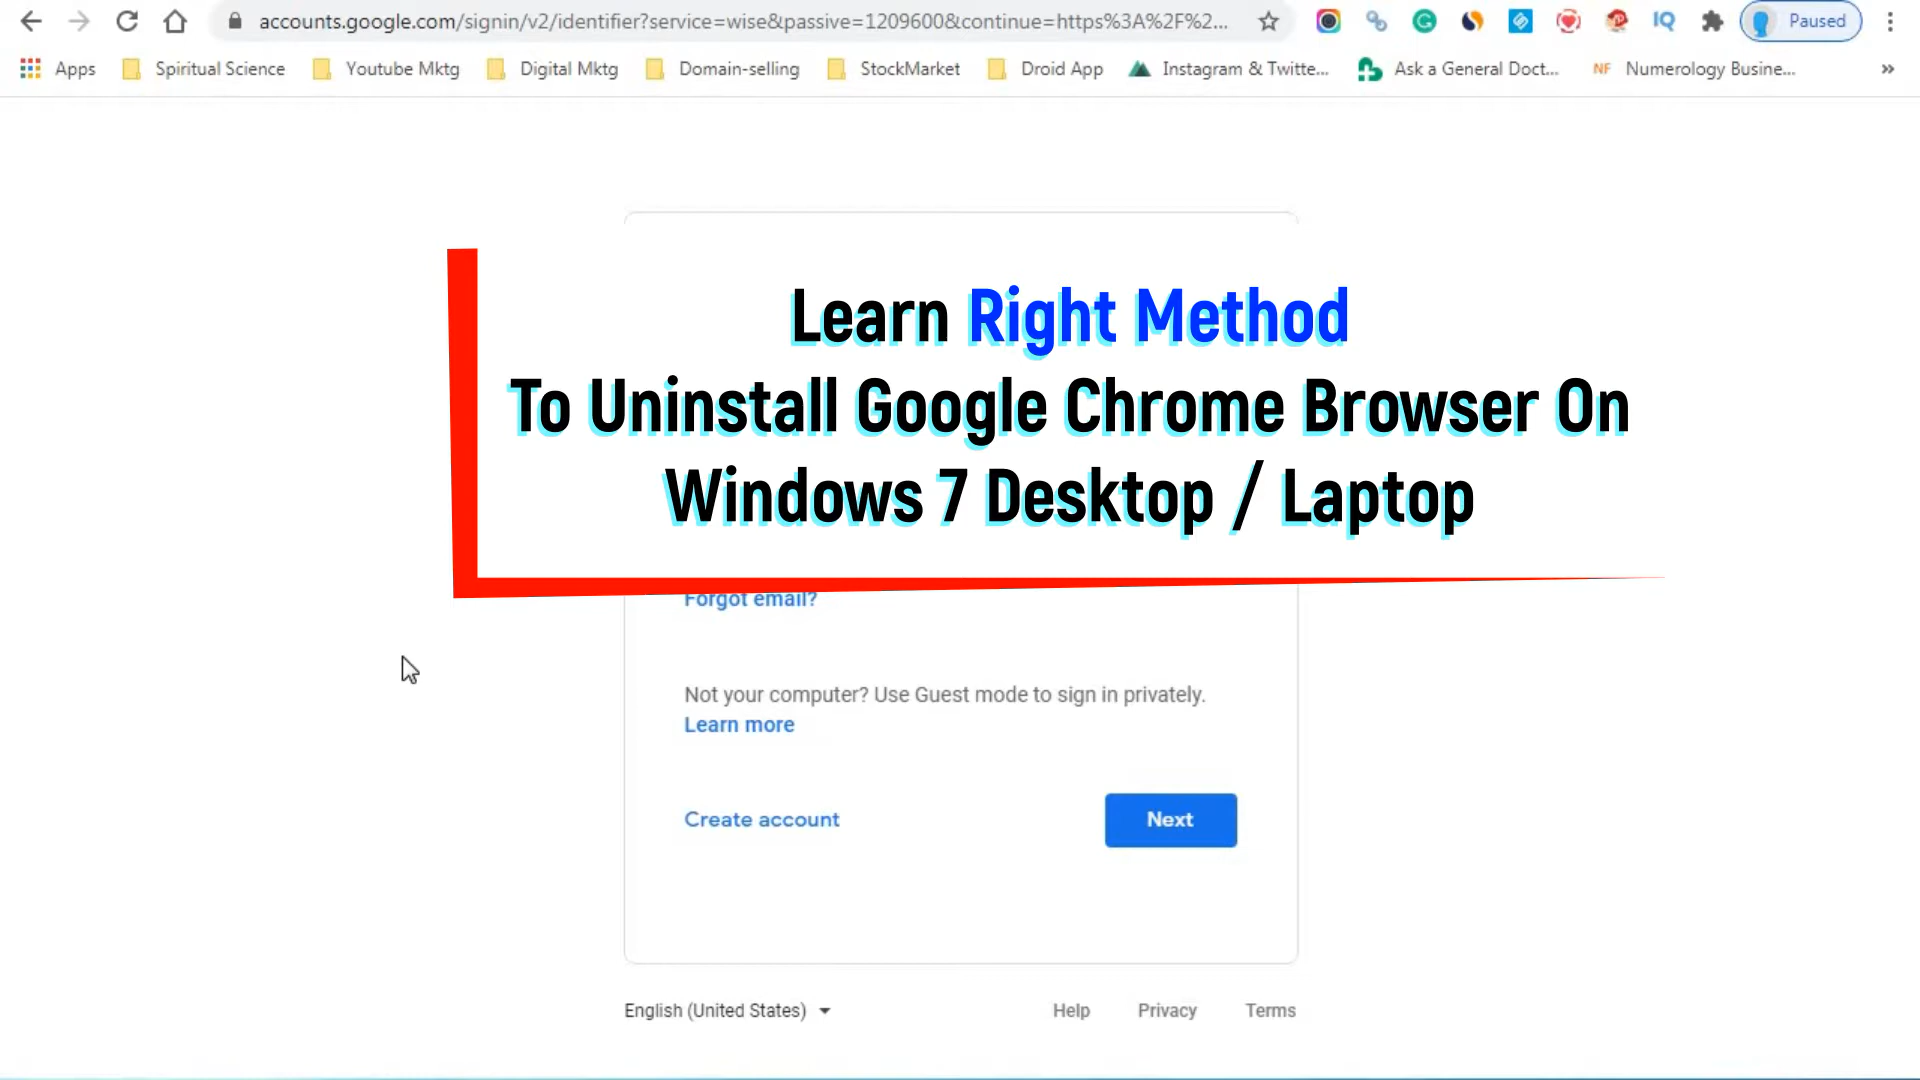 accounts.google.com/signin/v2/identifier?service=wise&passive=1209600&continue=https%3A%2F%2...
Paused
Apps Spiritual Science Youtube Mktg Digital Mktg Domain-selling StockMarket Droid App Instagram & Twitte... Ask a General Doct... NF Numerology Busine... »
IQ
Learn Right Method
To Uninstall Google Chrome Browser On
Windows 7 Desktop / Laptop
Forgot email?
Not your computer? Use Guest mode to sign in privately.
Learn more
Create account Next
English (United States) Help Privacy Terms